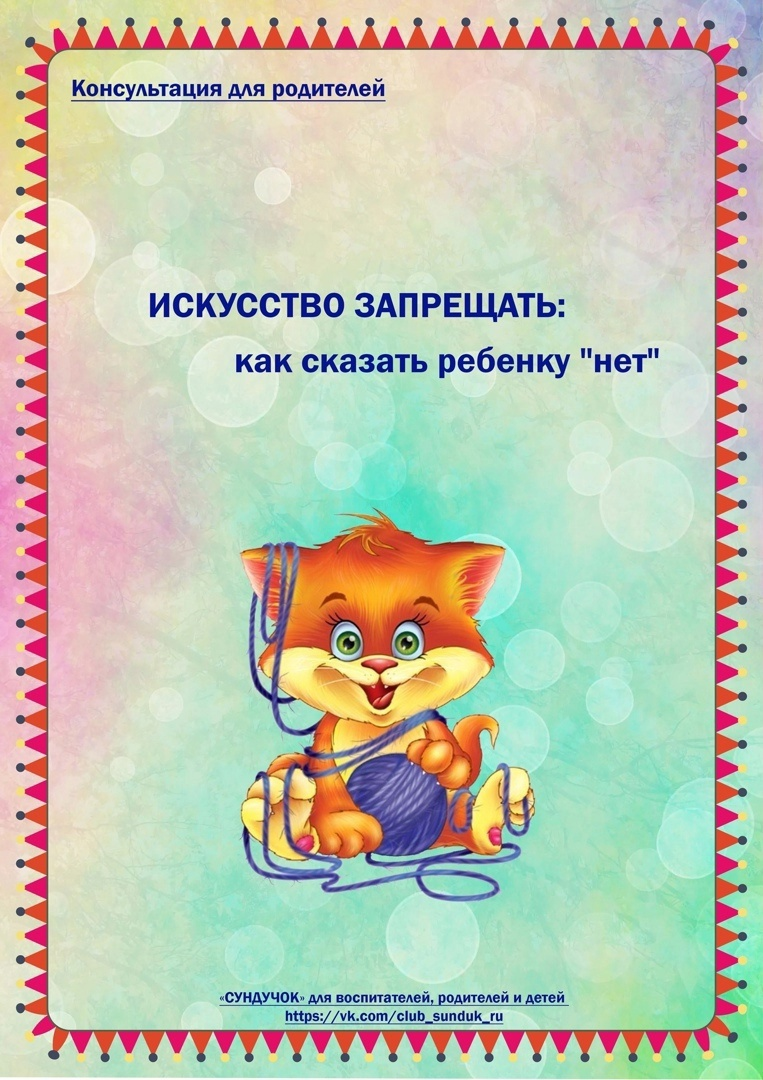 Консультация для родителей
ИСКУССТВО ЗАПРЕЩАТЬ:
как сказать ребенку "нет"
«СУНДУЧОК» для воспитателей, родителей и детей
https://vk.com/club_sunduk_ru